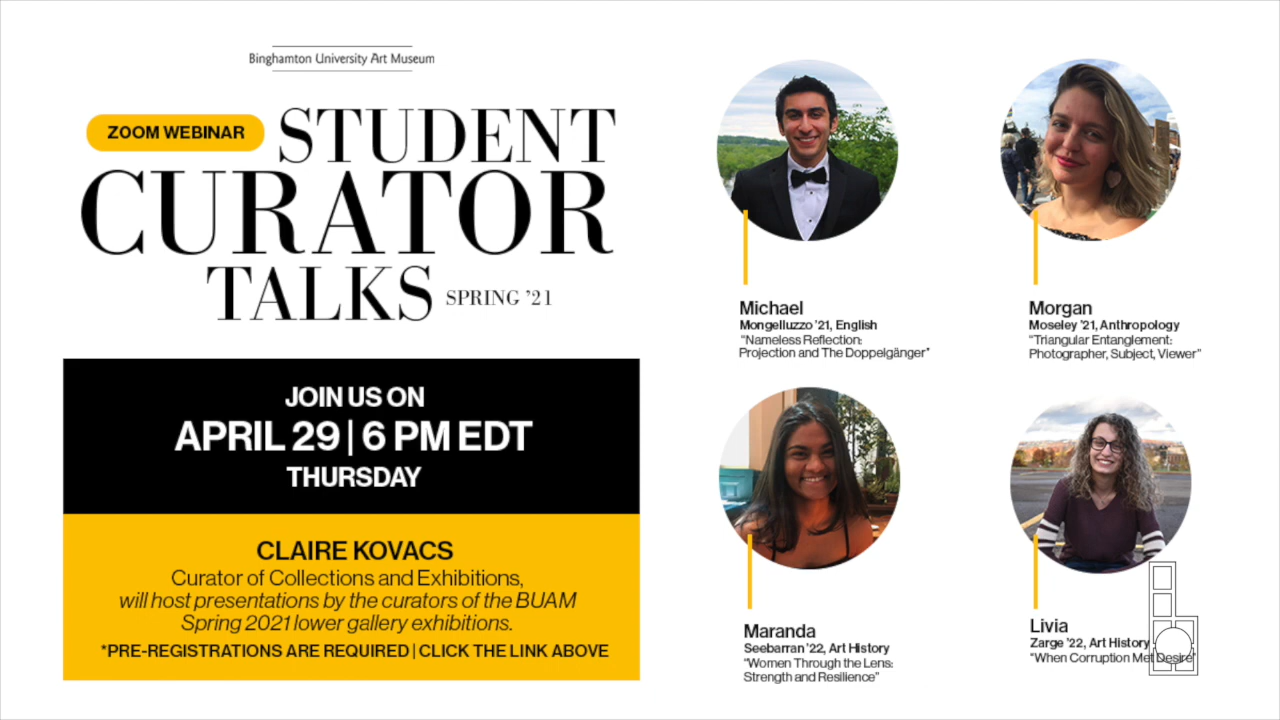 Binghamton University Art Museum
ZOOM WEBINAR
STUDENT
CURATOR
TALKS SPRING '21
JOIN US ON
APRIL 29 | 6 PM EDT
THURSDAY
CLAIRE KOVACS
Curator of Collections and Exhibitions,
will host presentations by the curators of the BUAM
Spring 2021 lower gallery exhibitions.
*PRE-REGISTRATIONS ARE REQUIRED | CLICK THE LINK ABOVE
Michael
Mongelluzzo '21, English
"Nameless Reflection:
Projection and The Doppelgänger"
Morgan
Moseley '21, Anthropology
"Triangular Entanglement:
Photographer, Subject, Viewer"
Maranda
Seebarran '22, Art History
"Women Through the Lens:
Strength and Resilience"
Livia
Zarge '22, Art History
"When Corruption Met Desire"